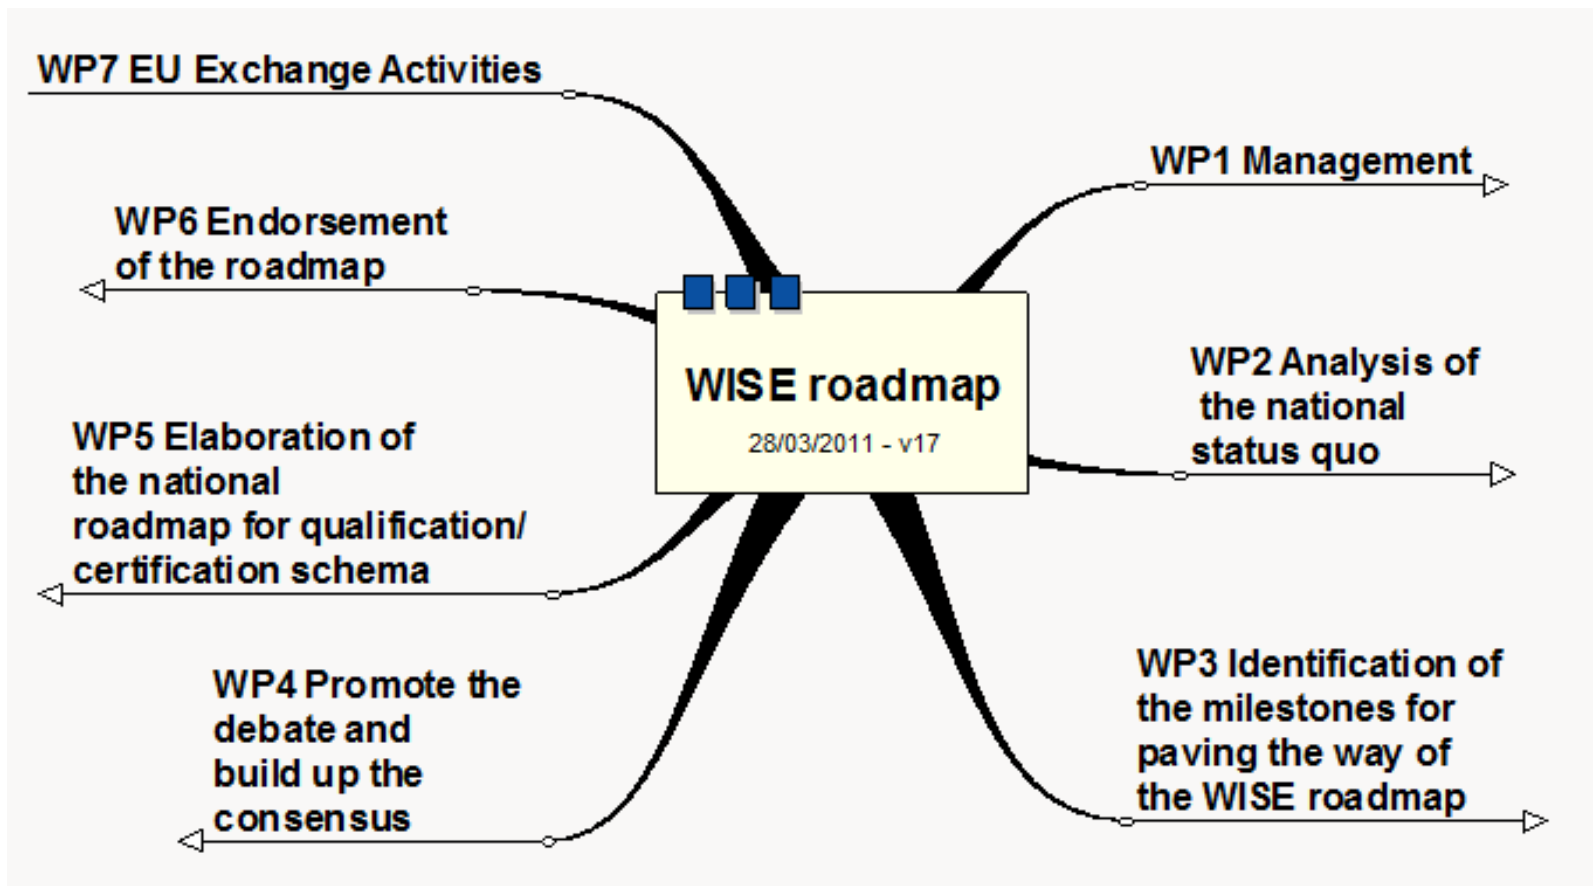 WP7 EU Exchange Activities
WP1 Management
WP6 Endorsement
of the roadmap
WISE roadmap
28/03/2011 - v17
WP2 Analysis of
the national
status quo
WP5 Elaboration of
the national
roadmap for qualification/
certification schema
WP4 Promote the
debate and
build up the
consensus
WP3 Identification of
the milestones for
paving the way of
the WISE roadmap